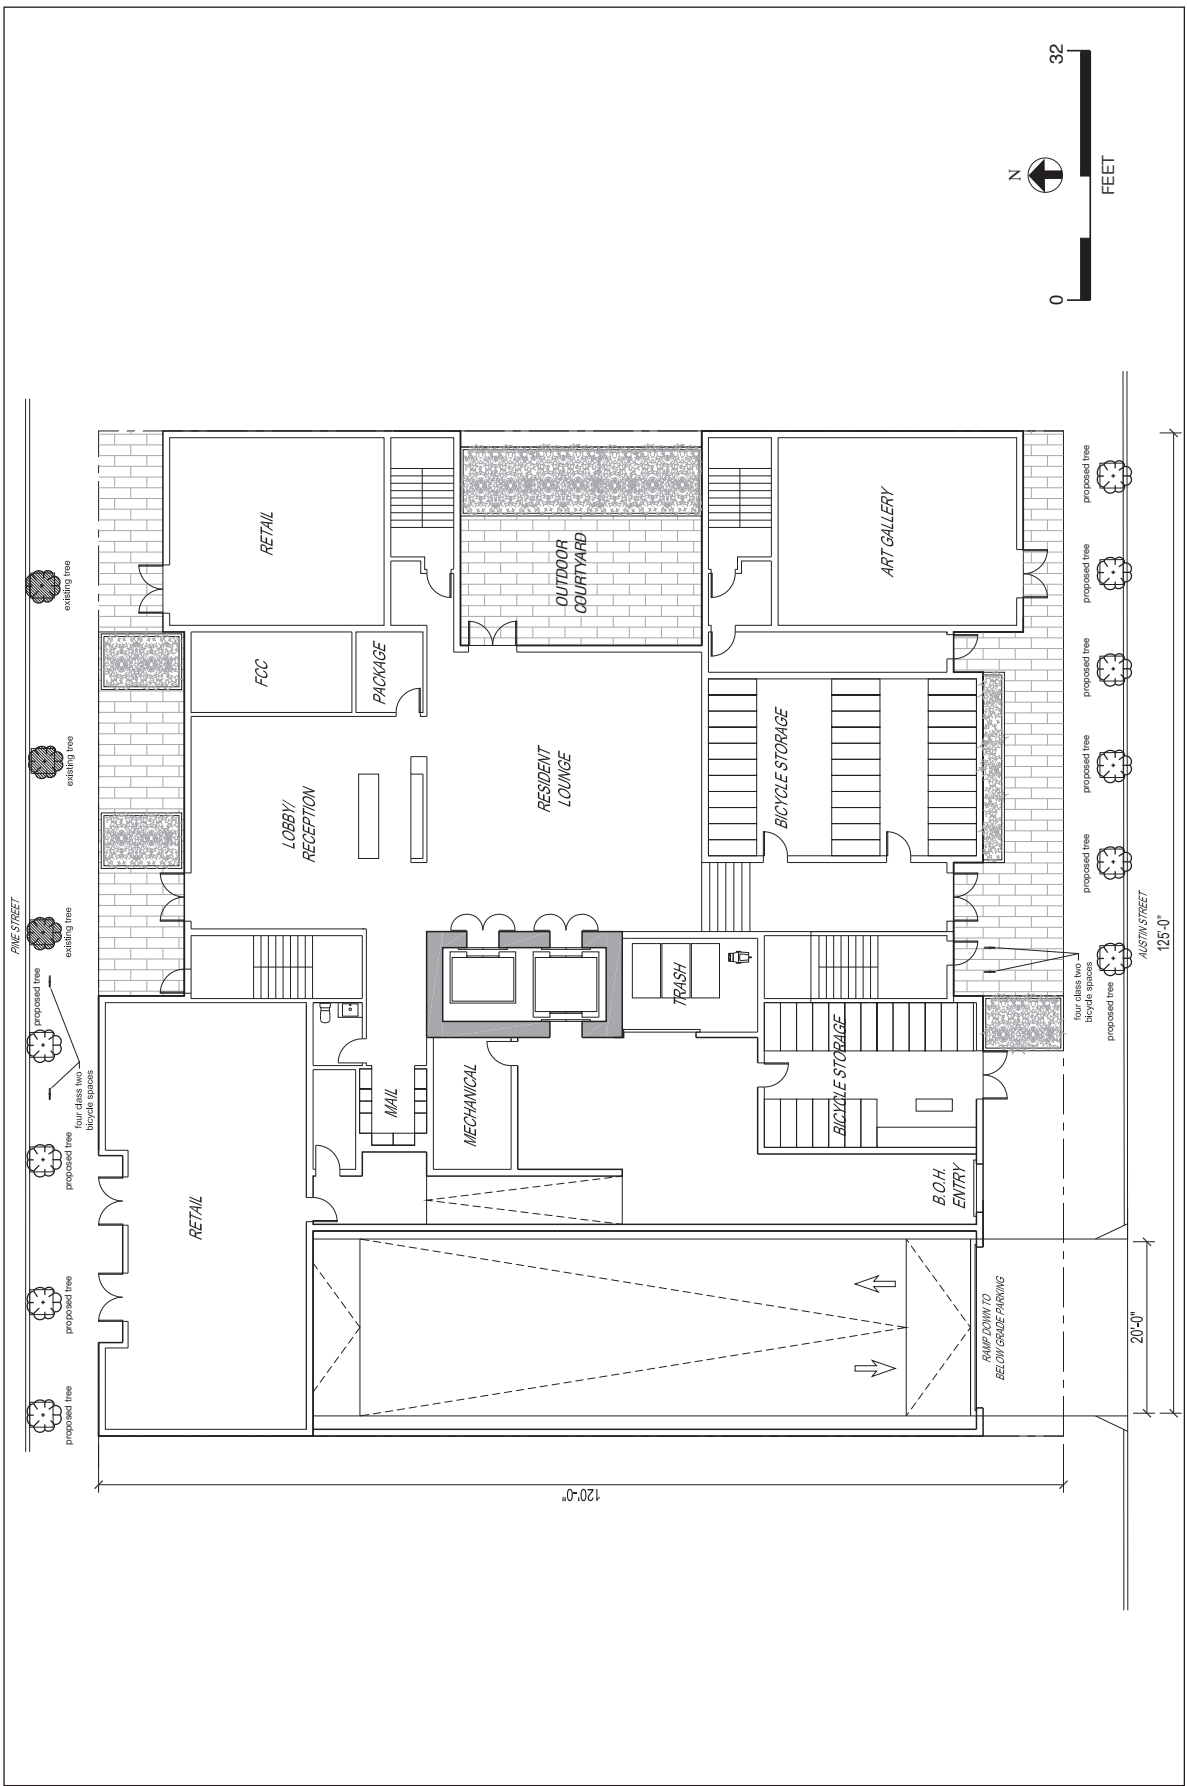 PINE STREET
proposed tree
proposed tree
proposed tree
four class two
bicycle spaces
proposed tree
existing tree
existing tree
existing tree
RETAIL
LOBBY/
RECEPTION
FCC
RETAIL
MAIL
PACKAGE
MECHANICAL
RESIDENT
LOUNGE
OUTDOOR
COURTYARD
120'-0"
TRASH
BICYCLE STORAGE
BICYCLE STORAGE
ART GALLERY
B.O.H.
ENTRY
RAMP DOWN TO
BELOW GRADE PARKING
four class two
bicycle spaces
proposed tree
proposed tree
proposed tree
proposed tree
proposed tree
proposed tree
AUSTIN STREET
20'-0"
125'-0"
N
0
32
FEET